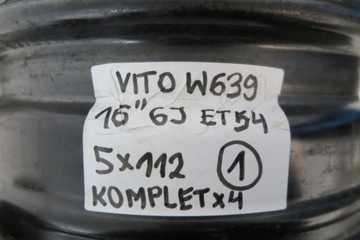 VITO W639
16" 6J ET54
5x112 1
KOMPLETx4